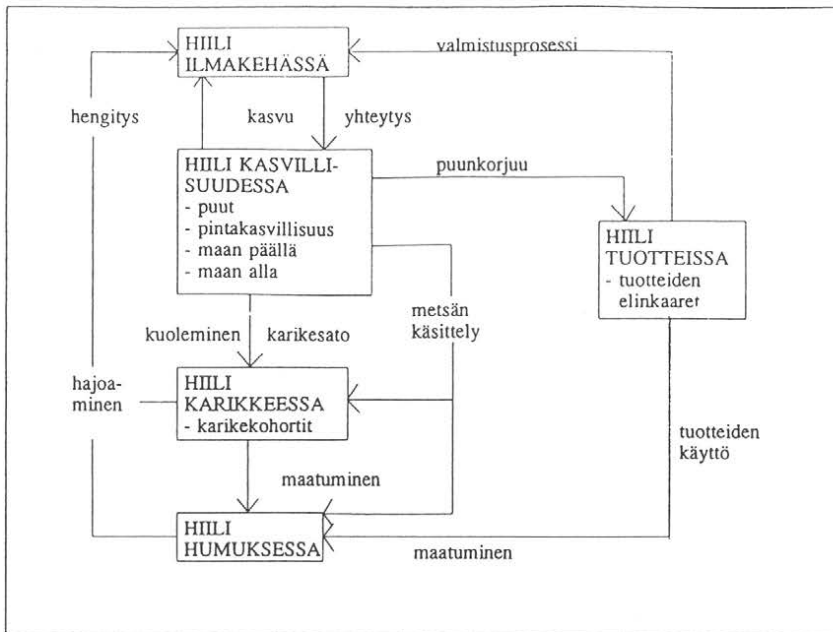 HIILI
ILMAKEHÄSSÄ
valmistusprosessi
hengitys
kasvu
yhteytys
HIILI KASVILLI-
SUUDESSA
- puut
- pintakasvillisuus
- maan päällä
- maan alla
puunkorjuu
HIILI
TUOTTEISSA
- tuotteiden
elinkaaret
metsän
käsittely
kuoleminen
karikesato
hajoa-
minen
HIILI
KARIKKEESSA
- karikekohortit
tuotteiden
käyttö
maatuminen
HIILI
HUMUKSESSA
maatuminen